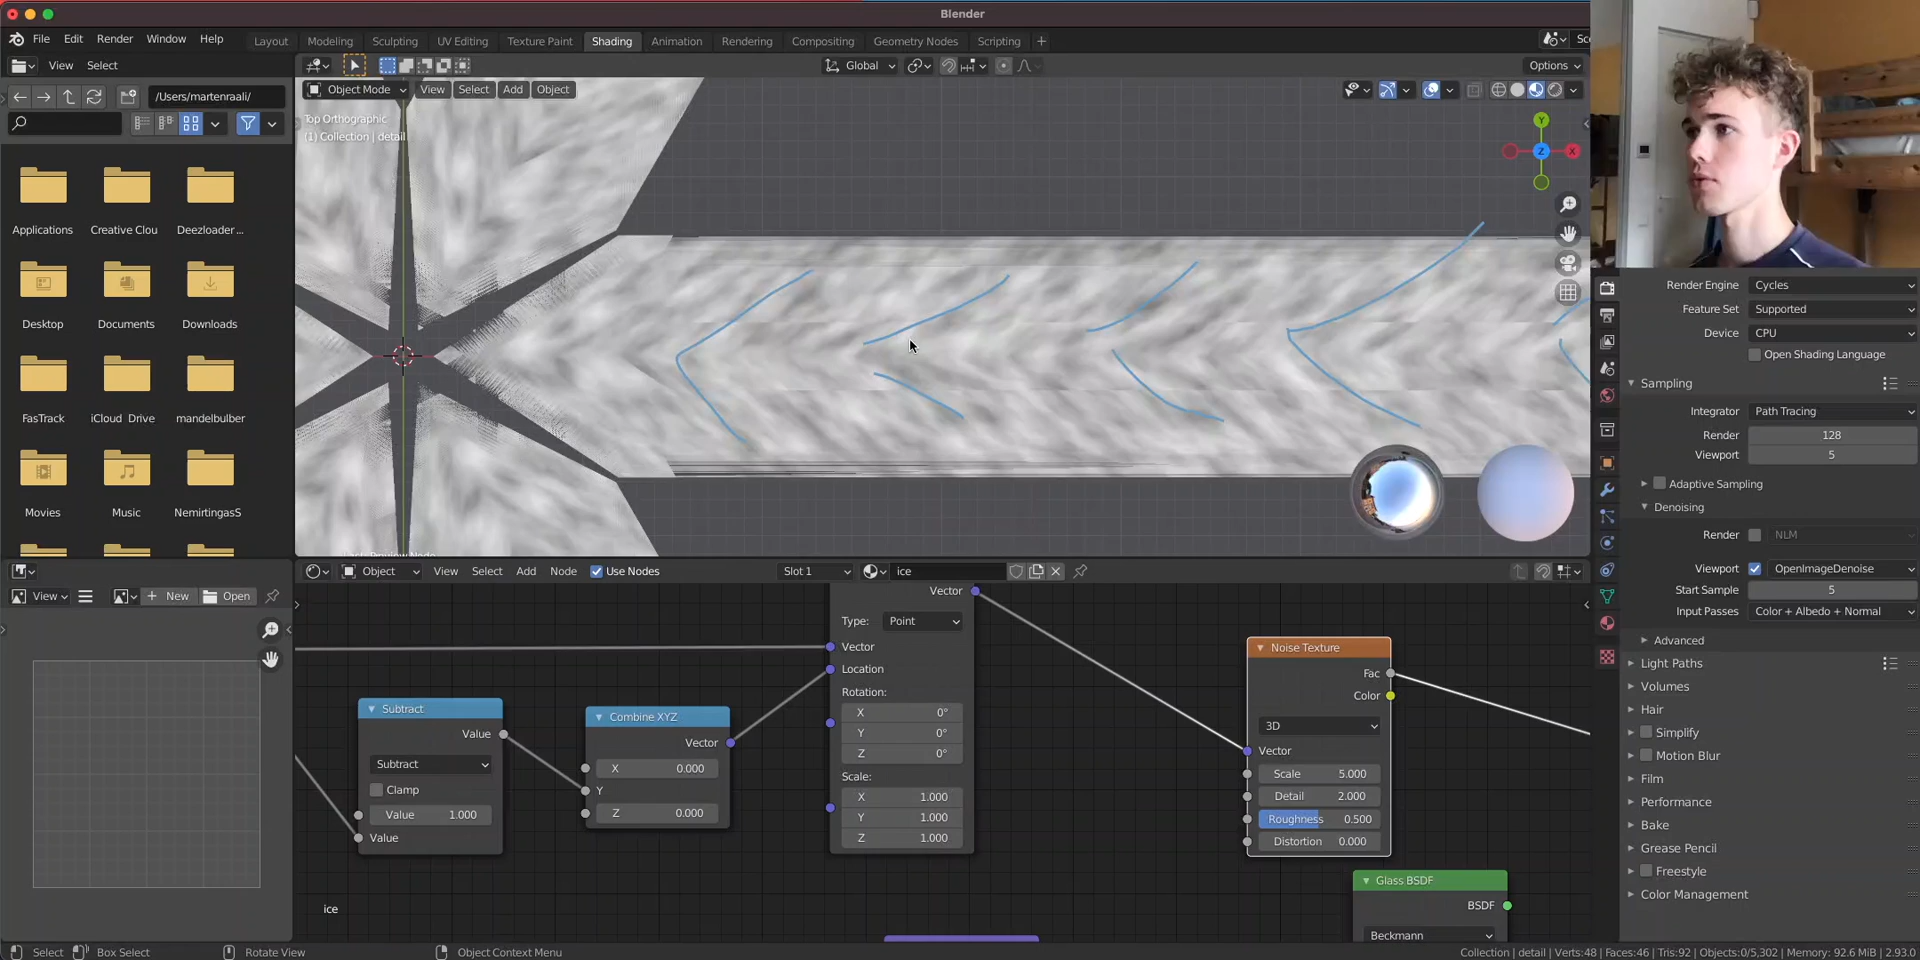 Blender
File Edit Render Window Help
Layout Modeling Sculpting UV Editing Texture Paint Shading Animation Rendering Compositing Geometry Nodes Scripting +
Sce
View Select
Global
Options
/Users/martenraali/
Object Mode View Select Add Object
Top Orthographic
(1) Collection | detail
Y
Z
X
Applications Creative Clou Deezloader...
Desktop Documents Downloads
FasTrack iCloud Drive mandelbulber
Movies Music NemirtingasS
Last: Preview Node
Render Engine Cycles
Feature Set Supported
Device CPU
Open Shading Language
Sampling
Integrator Path Tracing
Render 128
Viewport 5
Adaptive Sampling
Denoising
Render NLM
Viewport OpenImageDenoise
Start Sample 5
Input Passes Color + Albedo + Normal
Advanced
Light Paths
Volumes
Hair
Simplify
Motion Blur
Film
Performance
Bake
Grease Pencil
Freestyle
Color Management
View New Open
Object View Select Add Node Use Nodes Slot 1 ice
Subtract
Value
Subtract
Clamp
Value 1.000
Value
Combine XYZ
Vector
X 0.000
Y
Z 0.000
Vector
Type: Point
Vector
Location
Rotation:
X 0°
Y 0°
Z 0°
Scale:
X 1.000
Y 1.000
Z 1.000
Noise Texture
Fac
Color
3D
Vector
Scale 5.000
Detail 2.000
Roughness 0.500
Distortion 0.000
Glass BSDF
BSDF
Beckmann
ice
Select Box Select Rotate View Object Context Menu
Collection | detail | Verts:48 | Faces:46 | Tris:92 | Objects:0/5,302 | Memory: 92.6 MiB | 2.93.0